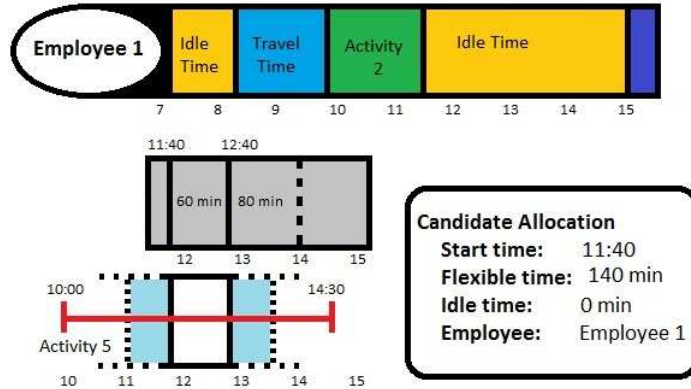 Employee 1
Idle
Time
Travel
Time
Activity
2
Idle Time
7 8 9 10 11 12 13 14 15
11:40 12:40
60 min 80 min
12 13 14 15
10:00 14:30
Activity 5
10 11 12 13 14 15
Candidate Allocation
Start time: 11:40
Flexible time: 140 min
Idle time: 0 min
Employee: Employee 1